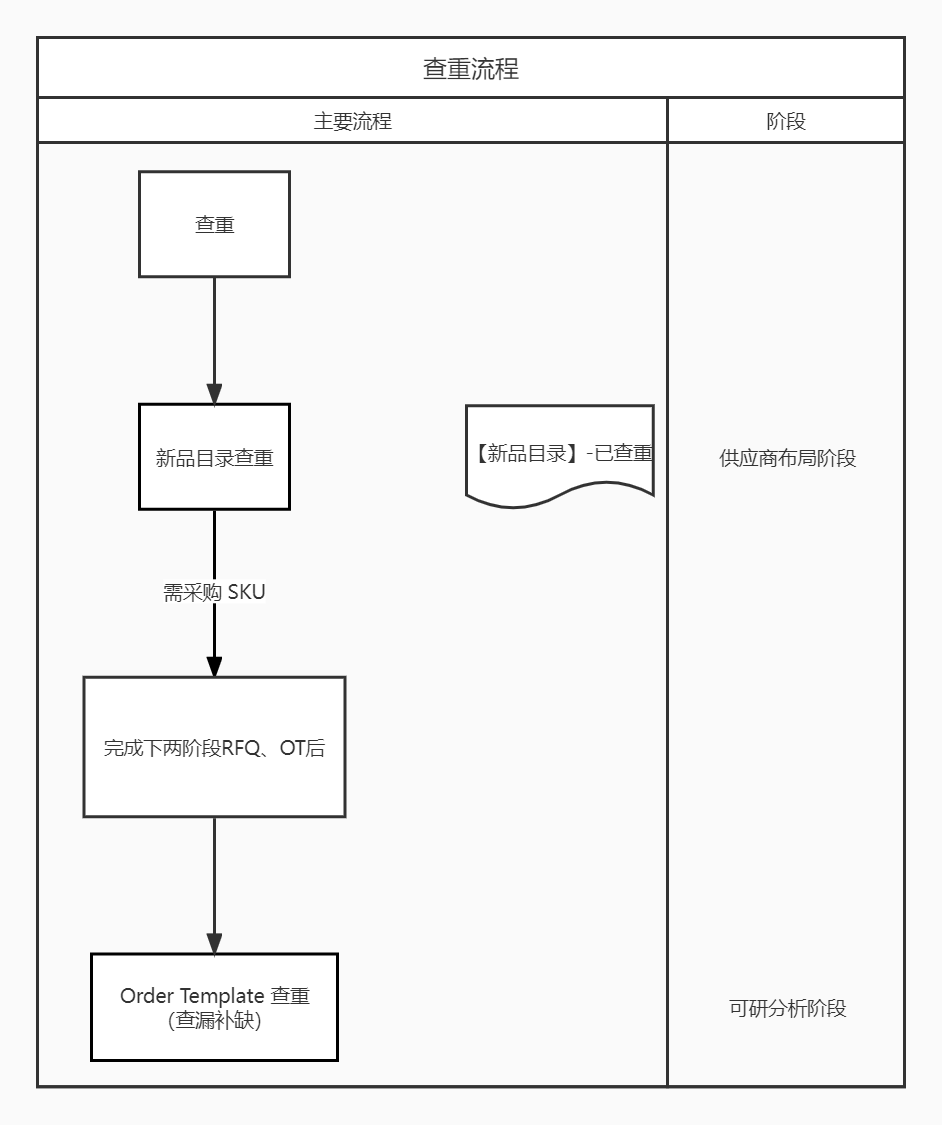 查重流程
主要流程
阶段
查重
新品目录查重
【新品目录】-已查重
供应商布局阶段
需采购 SKU
完成下两阶段RFQ、OT后
Order Template 查重
（查漏补缺）
可研分析阶段